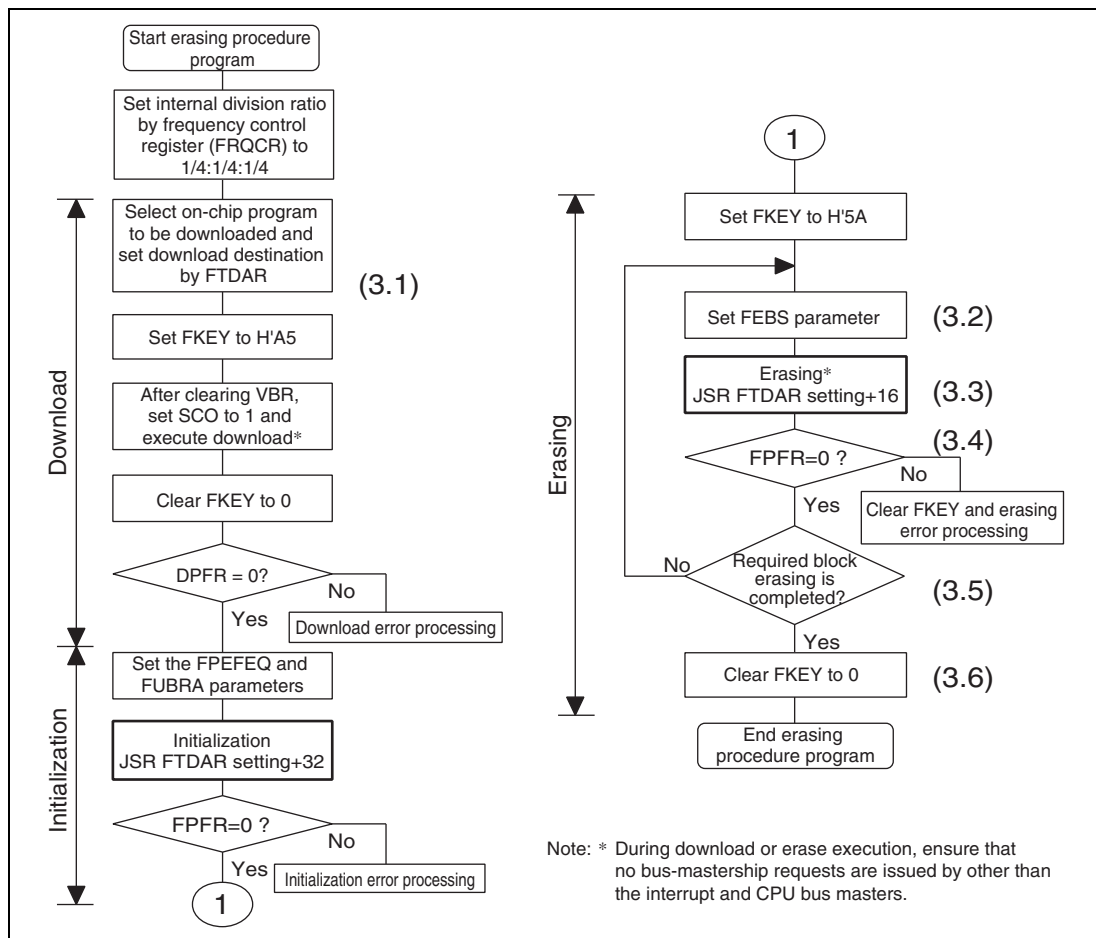 Start erasing procedure
program
Set internal division ratio
by frequency control
register (FRQCR) to
1/4:1/4:1/4
Download
Select on-chip program
to be downloaded and
set download destination
by FTDAR
(3.1)
Set FKEY to H'A5
After clearing VBR,
set SCO to 1 and
execute download*
Clear FKEY to 0
DPFR = 0?
No
Yes
Download error processing
Initialization
Set the FPEFEQ and
FUBRA parameters
Initialization
JSR FTDAR setting+32
FPFR=0 ?
No
Yes
Initialization error processing
1
1
Erasing
Set FKEY to H'5A
Set FEBS parameter
(3.2)
Erasing*
JSR FTDAR setting+16
(3.3)
(3.4)
FPFR=0 ?
No
Yes
Clear FKEY and erasing
error processing
No
Required block
erasing is
completed?
(3.5)
Yes
Clear FKEY to 0
(3.6)
End erasing
procedure program
Note: * During download or erase execution, ensure that
no bus-mastership requests are issued by other than
the interrupt and CPU bus masters.